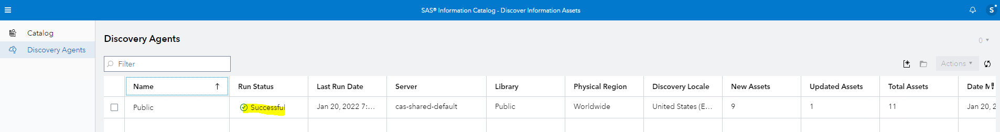 SAS® Information Catalog - Discover Information Assets
S
Catalog
Discovery Agents
Discovery Agents
0
Filter
Actions
Name Run Status Last Run Date Server Library Physical Region Discovery Locale New Assets Updated Assets Total Assets Date M
Public Successful Jan 20, 2022 7:... cas-shared-default Public Worldwide United States (E... 9 1 11 Jan 20, 2